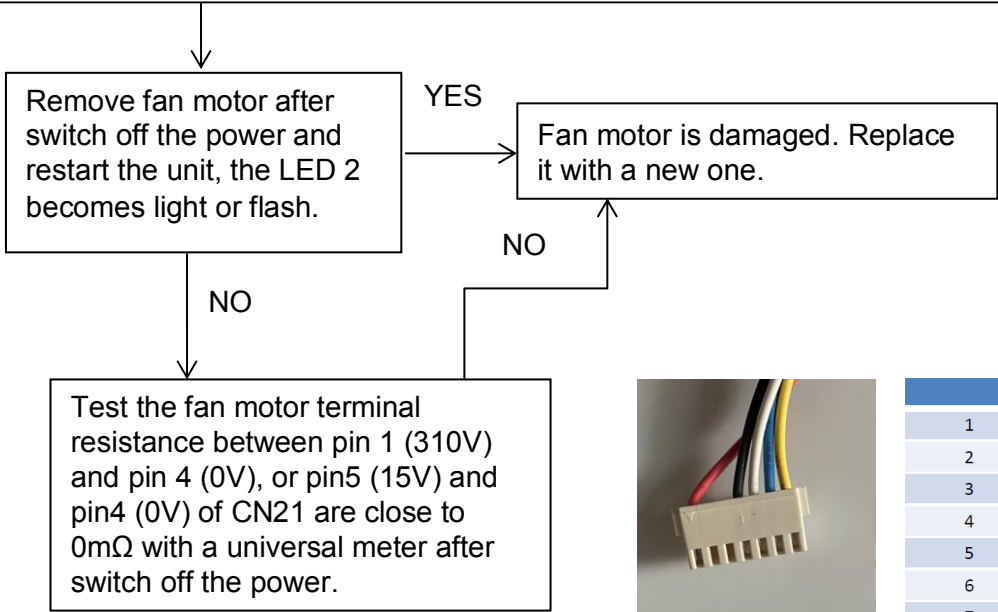 Remove fan motor after
switch off the power and
restart the unit, the LED 2
becomes light or flash.
YES
Fan motor is damaged. Replace
it with a new one.
NO
NO
Test the fan motor terminal
resistance between pin 1 (310V)
and pin 4 (0V), or pin5 (15V) and
pin4 (0V) of CN21 are close to
0mΩ with a universal meter after
switch off the power.
1
2
3
4
5
6